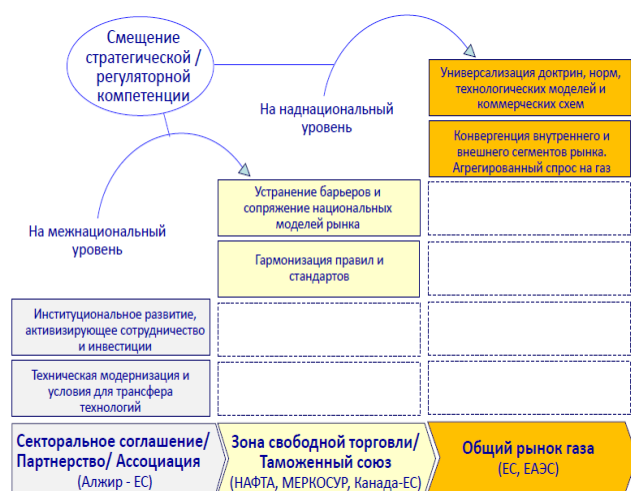 Смещение
стратегической /
регуляторной
компетенции
На наднациональный
уровень
Универсализация доктрин, норм,
технологических моделей и
коммерческих схем
Конвергенция внутреннего и
внешнего сегментов рынка.
Агрегированный спрос на газ
На межнациональный
уровень
Устранение барьеров и
сопряжение национальных
моделей рынка
Гармонизация правил и
стандартов
Институциональное развитие,
активизирующее сотрудничество
и инвестиции
Техническая модернизация и
условия для трансфера
технологий
Секторальное соглашение/
Партнерство/ Ассоциация
(Алжир - ЕС)
Зона свободной торговли/
Таможенный союз
(НАФТА, МЕРКОСУР, Канада-ЕС)
Общий рынок газа
(ЕС, ЕАЭС)